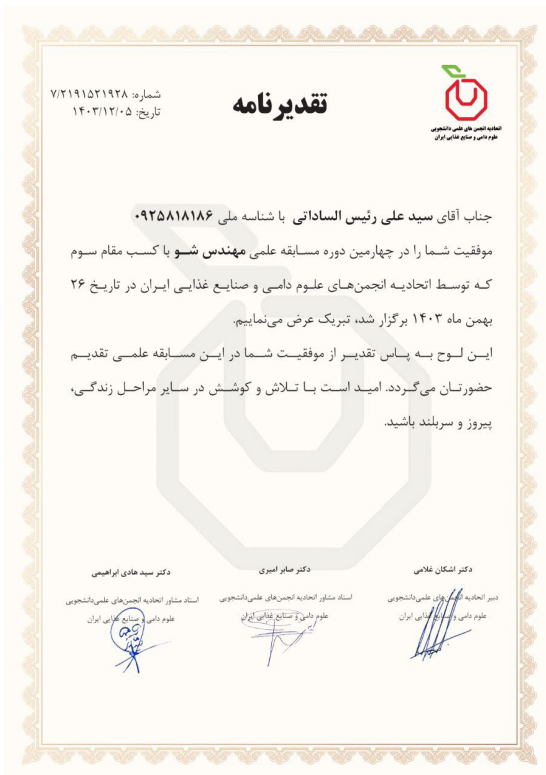 اتحادیه انجمن های علمی دانشجویی
علوم دامی و صنایع غذایی ایران
تقدیرنامه
شماره: ۷/۲۱۹۱۵۲۱۹۲۸
تاریخ: ۱۴۰۳/۱۲/۰۵
جناب آقای سید علی رئیس الساداتی با شناسه ملی ۰۹۲۵۸۱۸۱۸۶
موفقیت شما را در چهارمین دوره مسابقه علمی مهندس شو با کسب مقام سوم
که توسط اتحادیه انجمن‌های علوم دامی و صنایع غذایی ایران در تاریخ ۲۶
بهمن ماه ۱۴۰۳ برگزار شد، تبریک عرض می‌نماییم.
این لوح به پاس تقدیر از موفقیت شما در این مسابقه علمی تقدیم
حضورتان می‌گردد. امید است با تلاش و کوشش در سایر مراحل زندگی،
پیروز و سربلند باشید.
دکتر اشکان غلامی
دبیر اتحادیه انجمن‌های علمی‌دانشجویی
علوم دامی و صنایع غذایی ایران
دکتر صابر امیری
استاد مشاور اتحادیه انجمن‌های علمی‌دانشجویی
علوم دامی و صنایع غذایی ایران
دکتر سید هادی ابراهیمی
استاد مشاور اتحادیه انجمن‌های علمی‌دانشجویی
علوم دامی و صنایع غذایی ایران